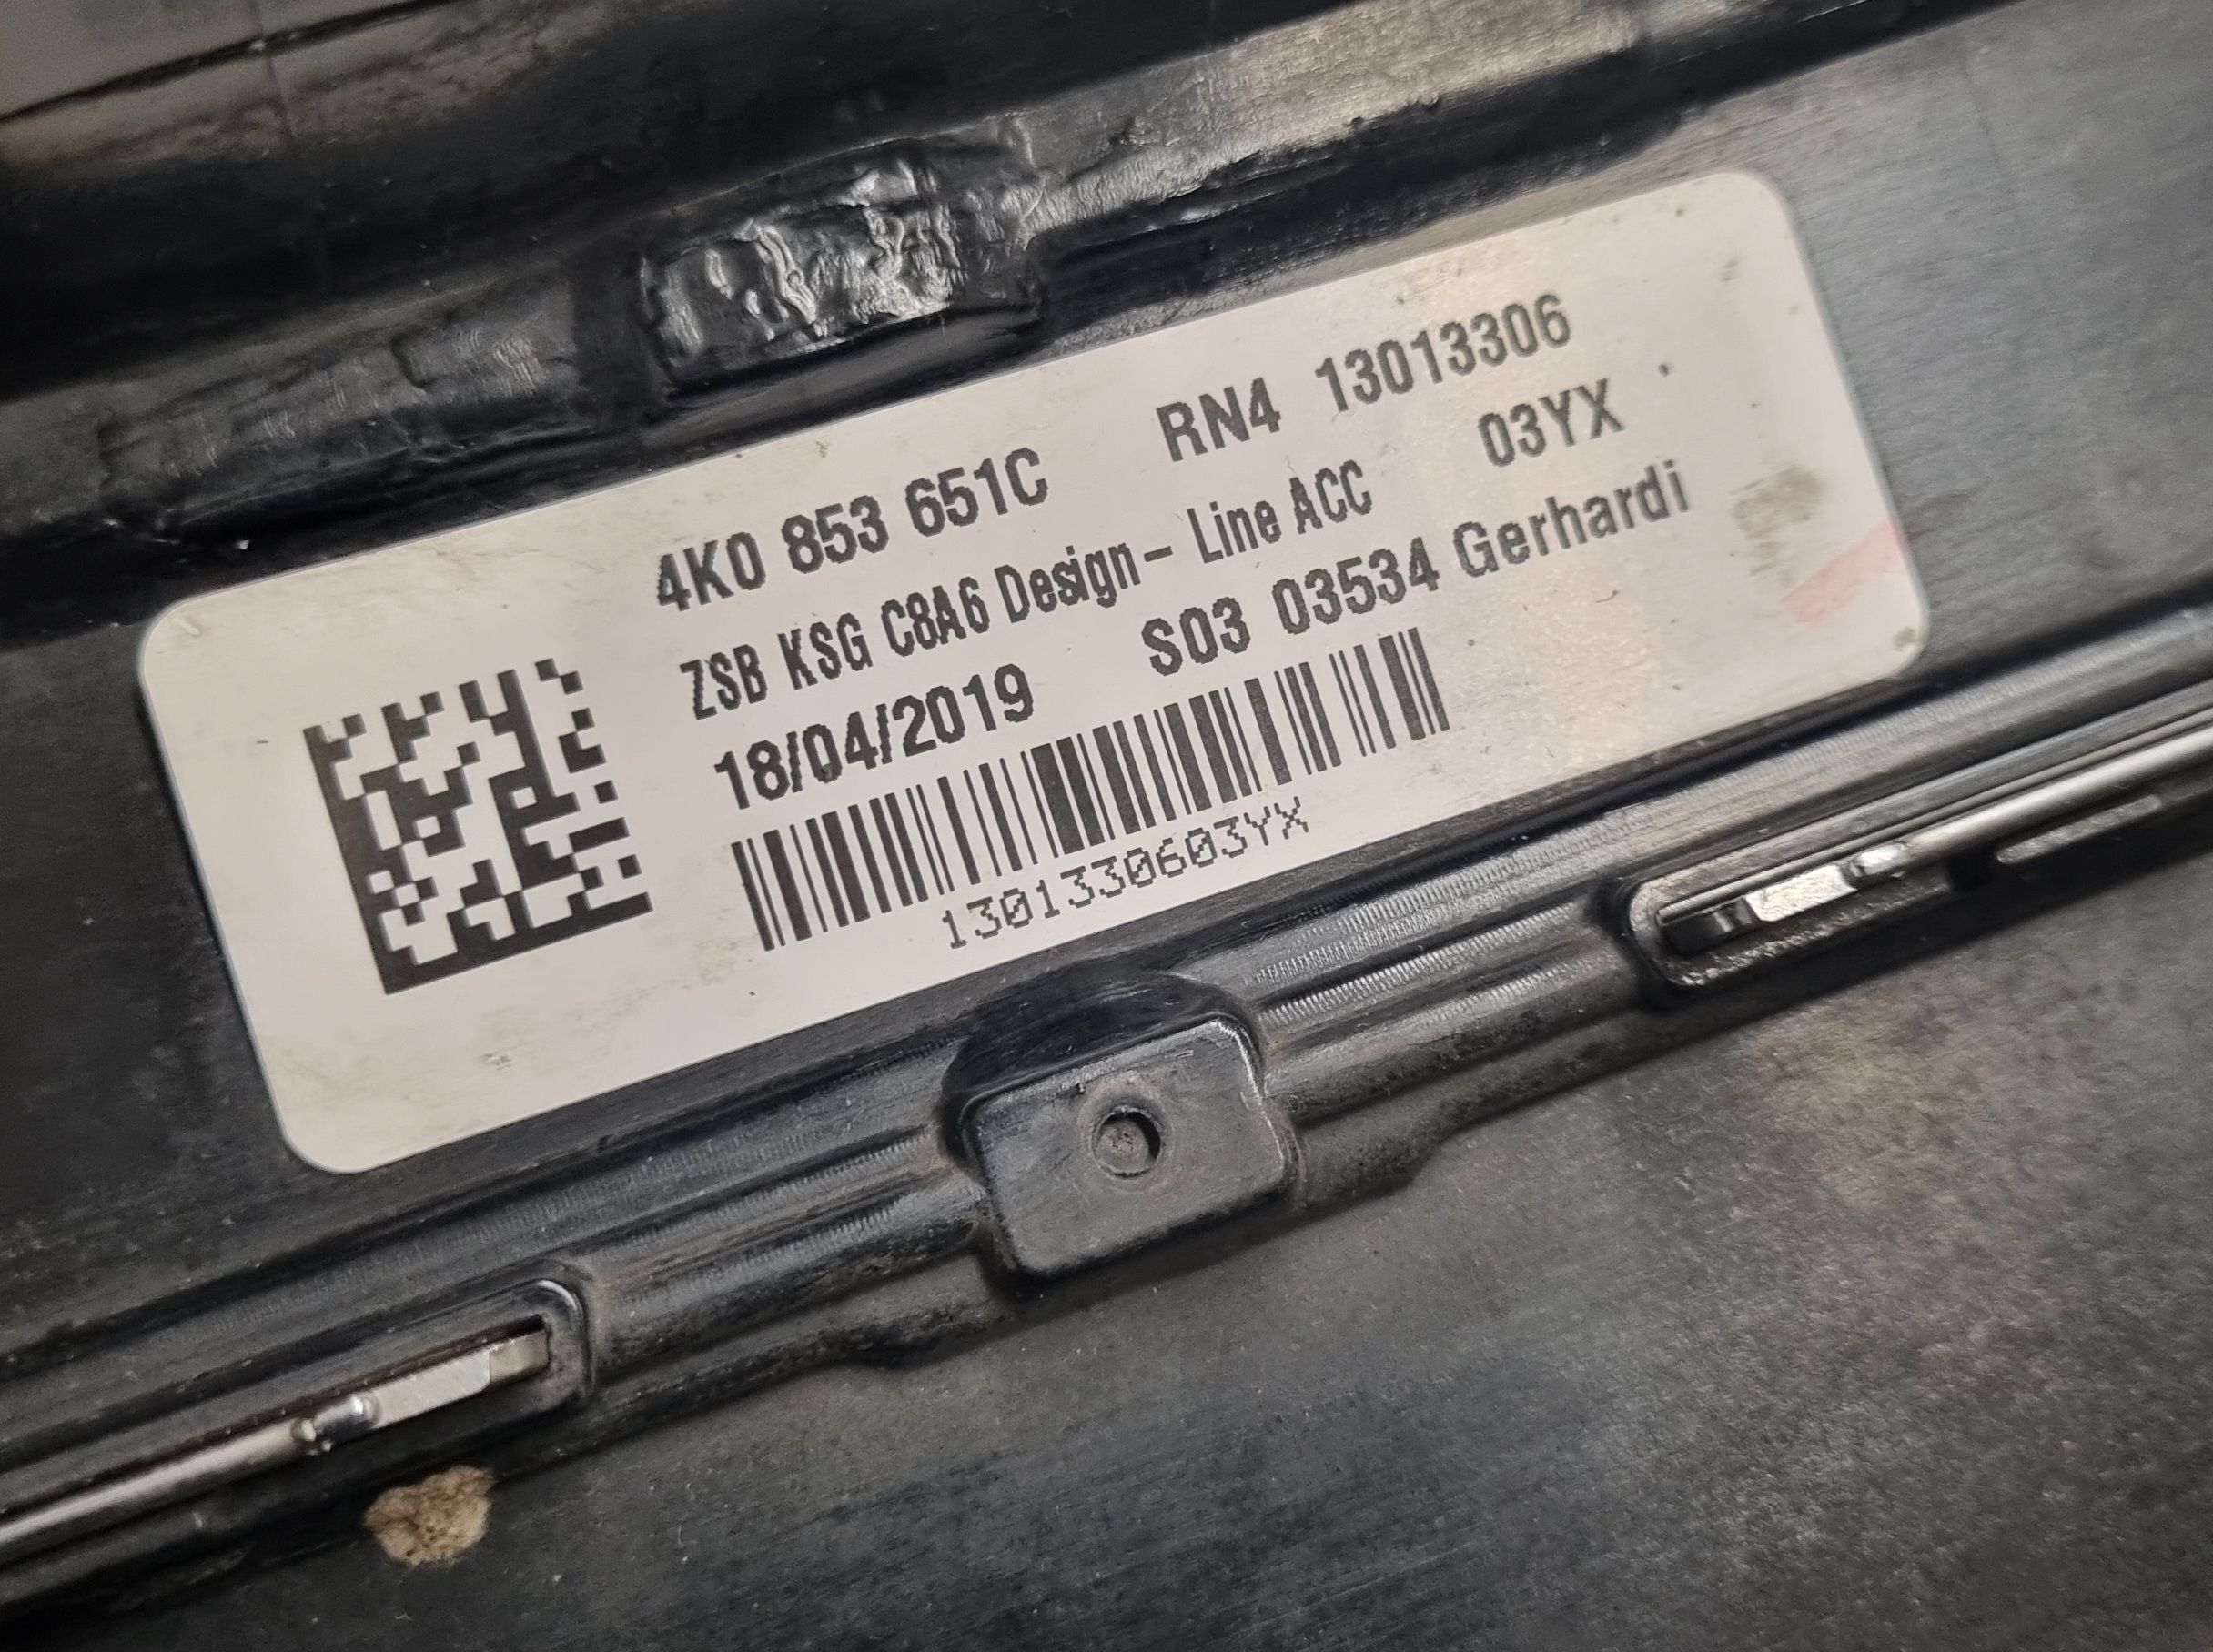 4K0 853 651C RN4 13013306
ZSB KSG C8A6 Design- Line ACC 03YX
18/04/2019 S03 03534 Gerhardi
1301330603YX